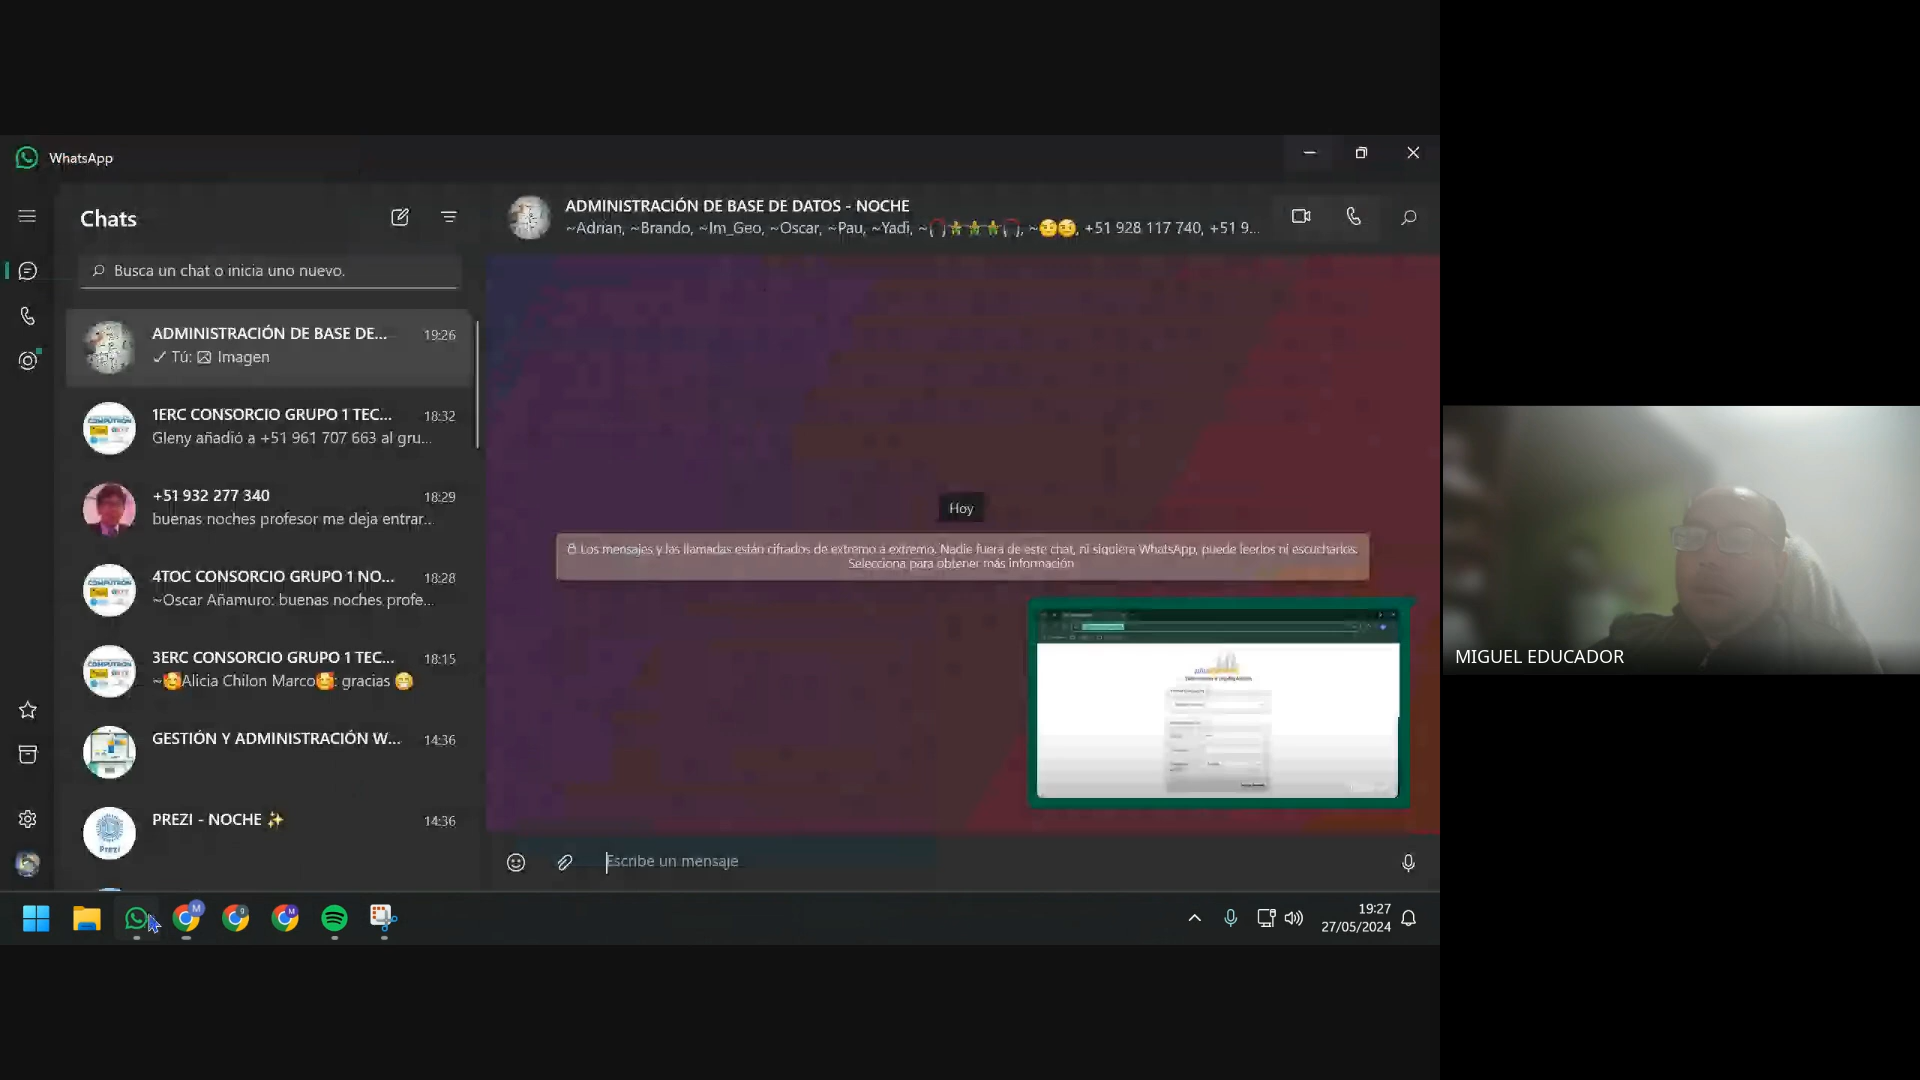 WhatsApp
Chats
Busca un chat o inicia uno nuevo.
ADMINISTRACIÓN DE BASE DE... 19:26
Tú: Imagen
1ERC CONSORCIO GRUPO 1 TEC... 18:32
Gleny añadió a +51 961 707 663 al gru...
+51 932 277 340 18:29
buenas noches profesor me deja entrar...
4TOC CONSORCIO GRUPO 1 NO... 18:28
~Oscar Añamuro: buenas noches profe...
3ERC CONSORCIO GRUPO 1 TEC... 18:15
~🥰Alicia Chilon Marco🥰: gracias 😁
GESTIÓN Y ADMINISTRACIÓN W... 14:36
PREZI - NOCHE ✨ 14:36
Prezi
ADMINISTRACIÓN DE BASE DE DATOS - NOCHE
~Adrian, ~Brando, ~Im_Geo, ~Oscar, ~Pau, ~Yadi, ~, ~, +51 928 117 740, +51 9...
Hoy
Los mensajes y las llamadas están cifrados de extremo a extremo. Nadie fuera de este chat, ni siquiera WhatsApp, puede leerlos ni escucharlos.
Selecciona para obtener más información
Escribe un mensaje
19:27
27/05/2024
MIGUEL EDUCADOR